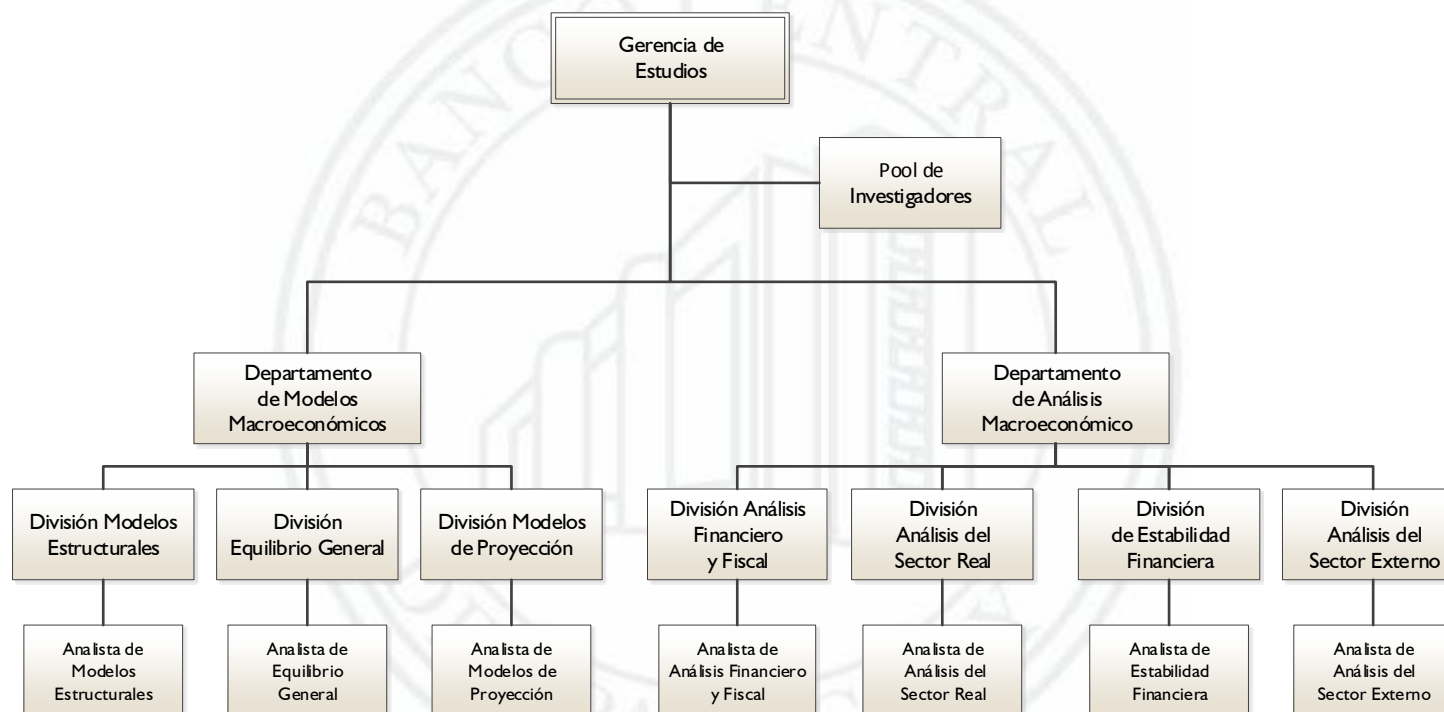 Gerencia de
Estudios
Pool de
Investigadores
Departamento
de Modelos
Macroeconómicos
Departamento
de Análisis
Macroeconómico
División Modelos
Estructurales
División
Equilibrio General
División Modelos
de Proyección
División Análisis
Financiero
y Fiscal
División
Análisis del
Sector Real
División
de Estabilidad
Financiera
División
Análisis del
Sector Externo
Analista de
Modelos
Estructurales
Analista de
Equilibrio
General
Analista de
Modelos de
Proyección
Analista de
Análisis Financiero
y Fiscal
Analista de
Análisis del
Sector Real
Analista de
Estabilidad
Financiera
Analista de
Análisis del
Sector Externo
BANCO CENTRAL